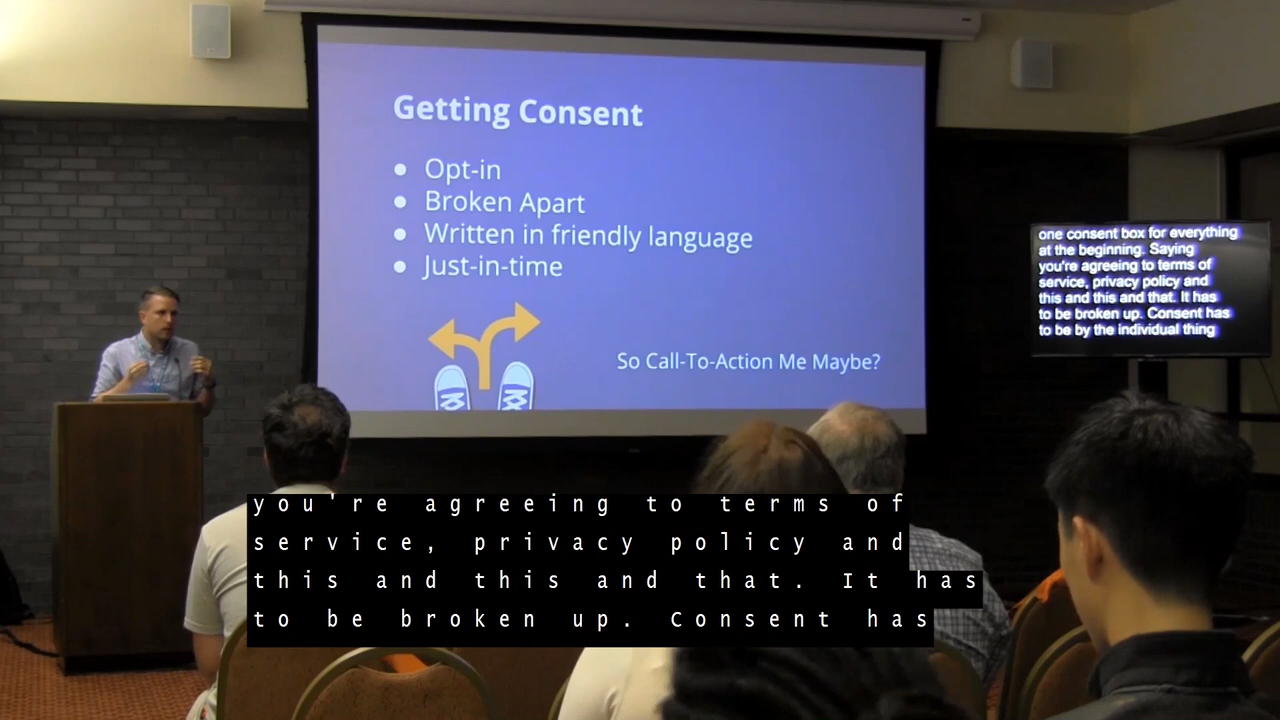 Getting Consent
● Opt-in
● Broken Apart
● Written in friendly language
● Just-in-time
So Call-To-Action Me Maybe?
one consent box for everything
at the beginning. Saying
you're agreeing to terms of
service, privacy policy and
this and this and that. It has
to be broken up. Consent has
to be by the individual thing
you're agreeing to terms of
service, privacy policy and
this and this and that. It has
to be broken up. Consent has